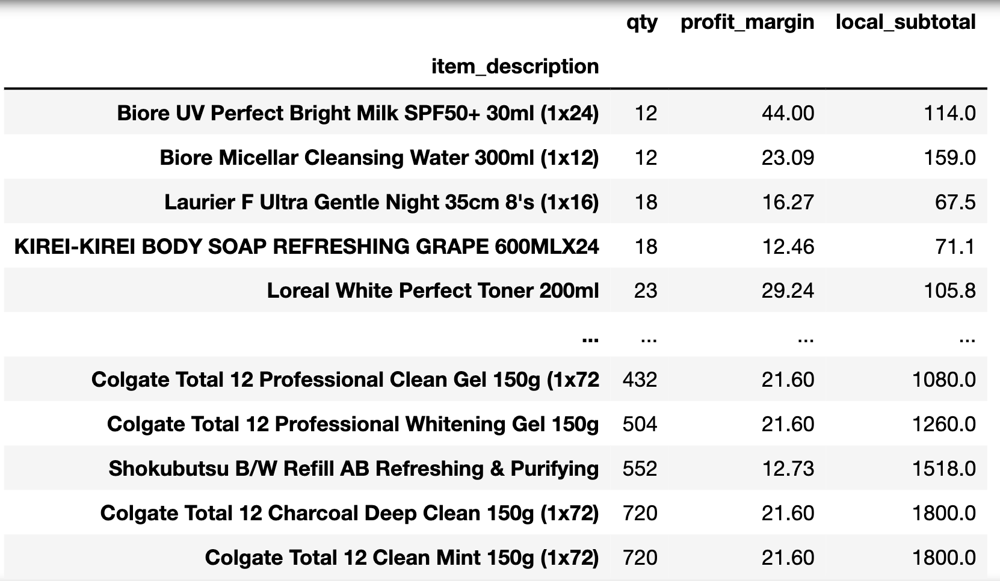 qty profit_margin local_subtotal
item_description
Biore UV Perfect Bright Milk SPF50+ 30ml (1x24) 12 44.00 114.0
Biore Micellar Cleansing Water 300ml (1x12) 12 23.09 159.0
Laurier F Ultra Gentle Night 35cm 8's (1x16) 18 16.27 67.5
KIREI-KIREI BODY SOAP REFRESHING GRAPE 600MLX24 18 12.46 71.1
Loreal White Perfect Toner 200ml 23 29.24 105.8
... ... ... ...
Colgate Total 12 Professional Clean Gel 150g (1x72 432 21.60 1080.0
Colgate Total 12 Professional Whitening Gel 150g 504 21.60 1260.0
Shokubutsu B/W Refill AB Refreshing & Purifying 552 12.73 1518.0
Colgate Total 12 Charcoal Deep Clean 150g (1x72) 720 21.60 1800.0
Colgate Total 12 Clean Mint 150g (1x72) 720 21.60 1800.0